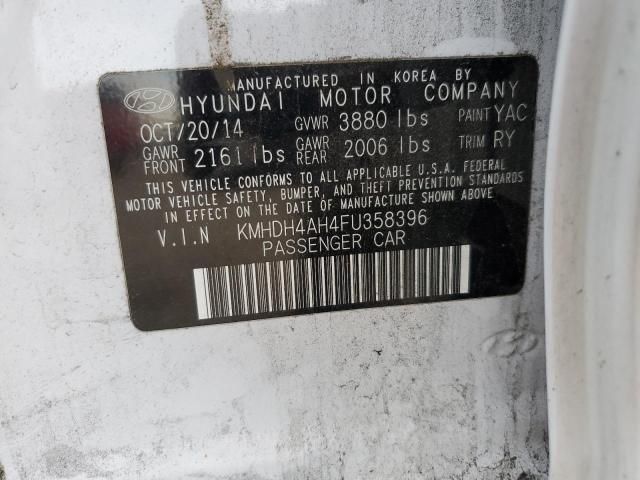 MANUFACTURED IN KOREA BY
HYUNDAI MOTOR COMPANY
OCT/20/14 GVWR 3880 lbs PAINT YAC
GAWR FRONT 2161 lbs GAWR REAR 2006 lbs TRIM RY
THIS VEHICLE CONFORMS TO ALL APPLICABLE U.S.A. FEDERAL
MOTOR VEHICLE SAFETY, BUMPER, AND THEFT PREVENTION STANDARDS
IN EFFECT ON THE DATE OF MANUFACTURE SHOWN ABOVE
V.I.N KMHDH4AH4FU358396
PASSENGER CAR